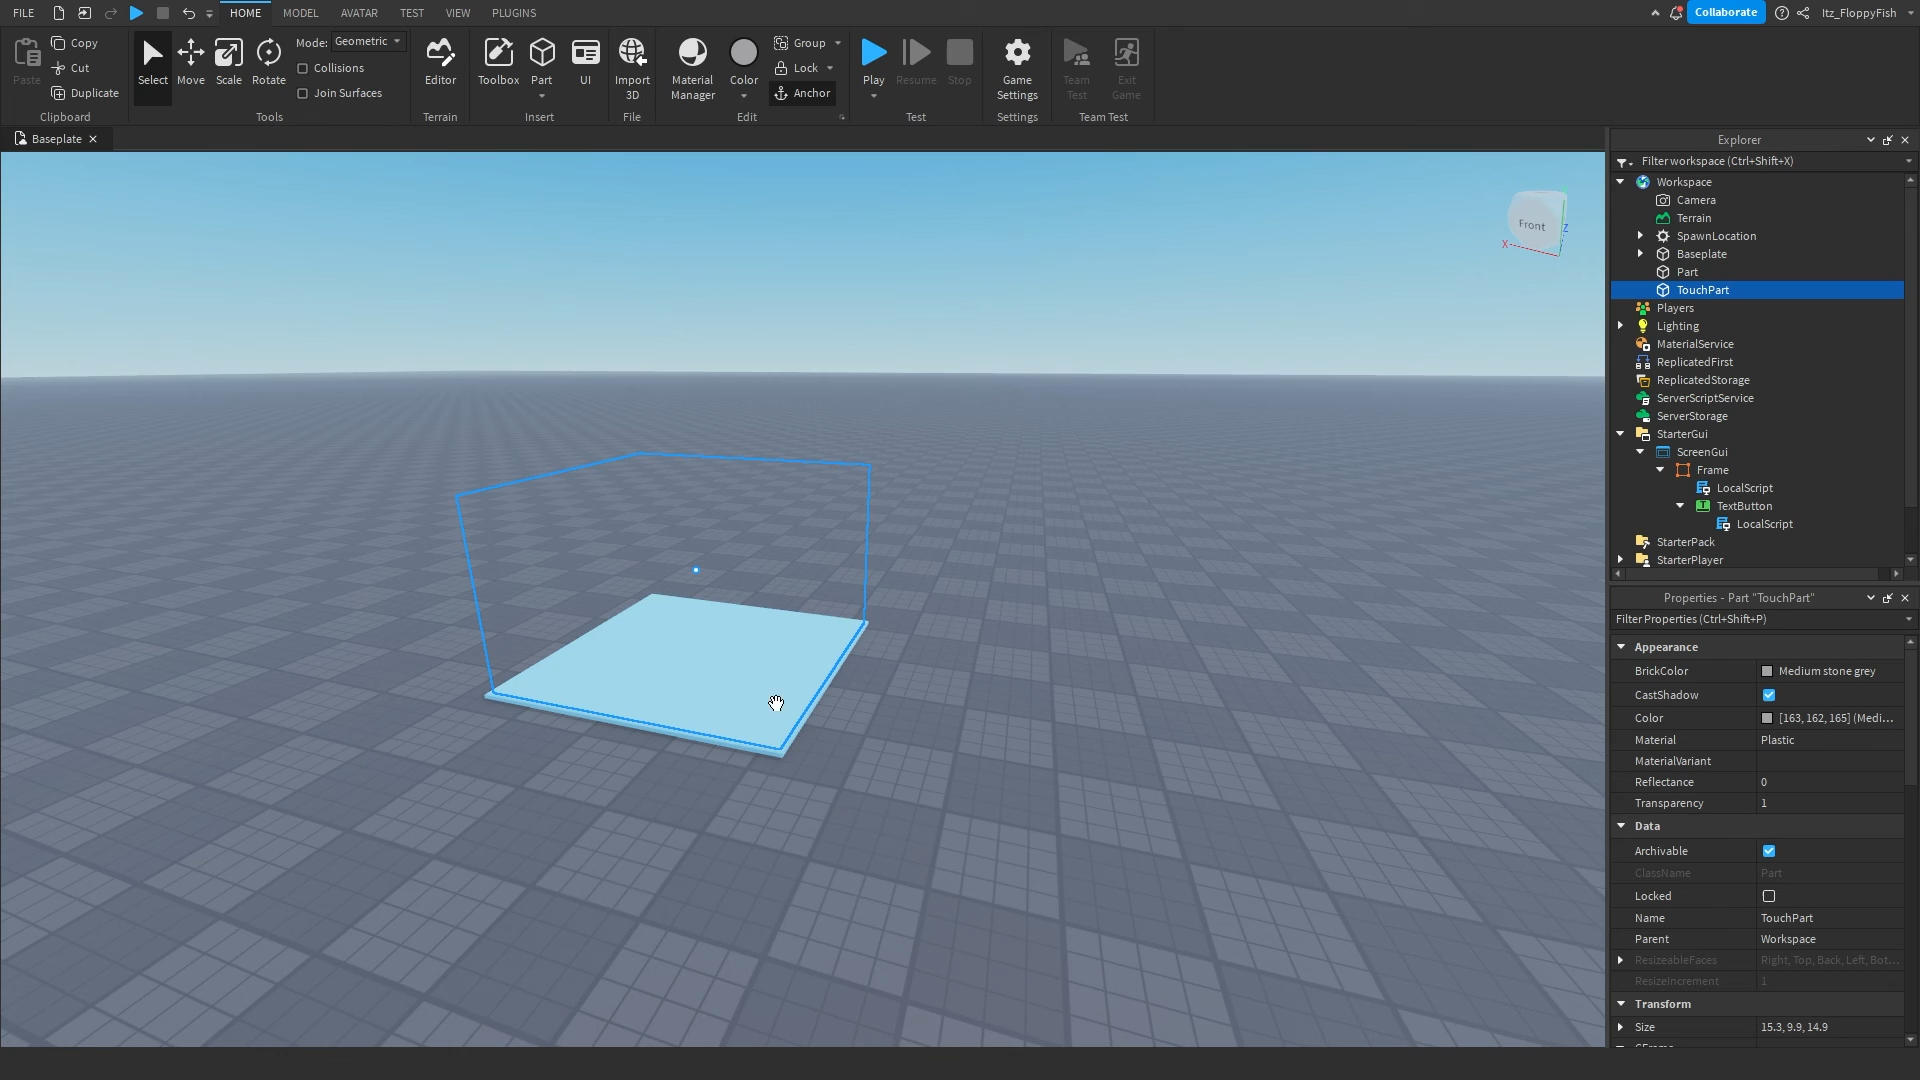 FILE HOME MODEL AVATAR TEST VIEW PLUGINS Collaborate Itz_FloppyFish
Paste Copy Cut Duplicate Clipboard
Select Move Scale Rotate Mode: Geometric Collisions Join Surfaces Tools
Editor Terrain
Toolbox Part UI Insert
Import 3D File
Material Manager Color Group Lock Anchor Edit
Play Resume Stop Test
Game Settings Settings
Team Test Exit Game Team Test
Baseplate
Front
X
Z
Explorer
Filter workspace (Ctrl+Shift+X)
Workspace
Camera
Terrain
SpawnLocation
Baseplate
Part
TouchPart
Players
Lighting
MaterialService
ReplicatedFirst
ReplicatedStorage
ServerScriptService
ServerStorage
StarterGui
ScreenGui
Frame
LocalScript
TextButton
LocalScript
StarterPack
StarterPlayer
Properties - Part "TouchPart"
Filter Properties (Ctrl+Shift+P)
Appearance
BrickColor Medium stone grey
CastShadow
Color [163, 162, 165] (Medi...
Material Plastic
MaterialVariant
Reflectance 0
Transparency 1
Data
Archivable
ClassName Part
Locked
Name TouchPart
Parent Workspace
ResizeableFaces Right, Top, Back, Left, Bot...
ResizeIncrement 1
Transform
Size 15.3, 9.9, 14.9